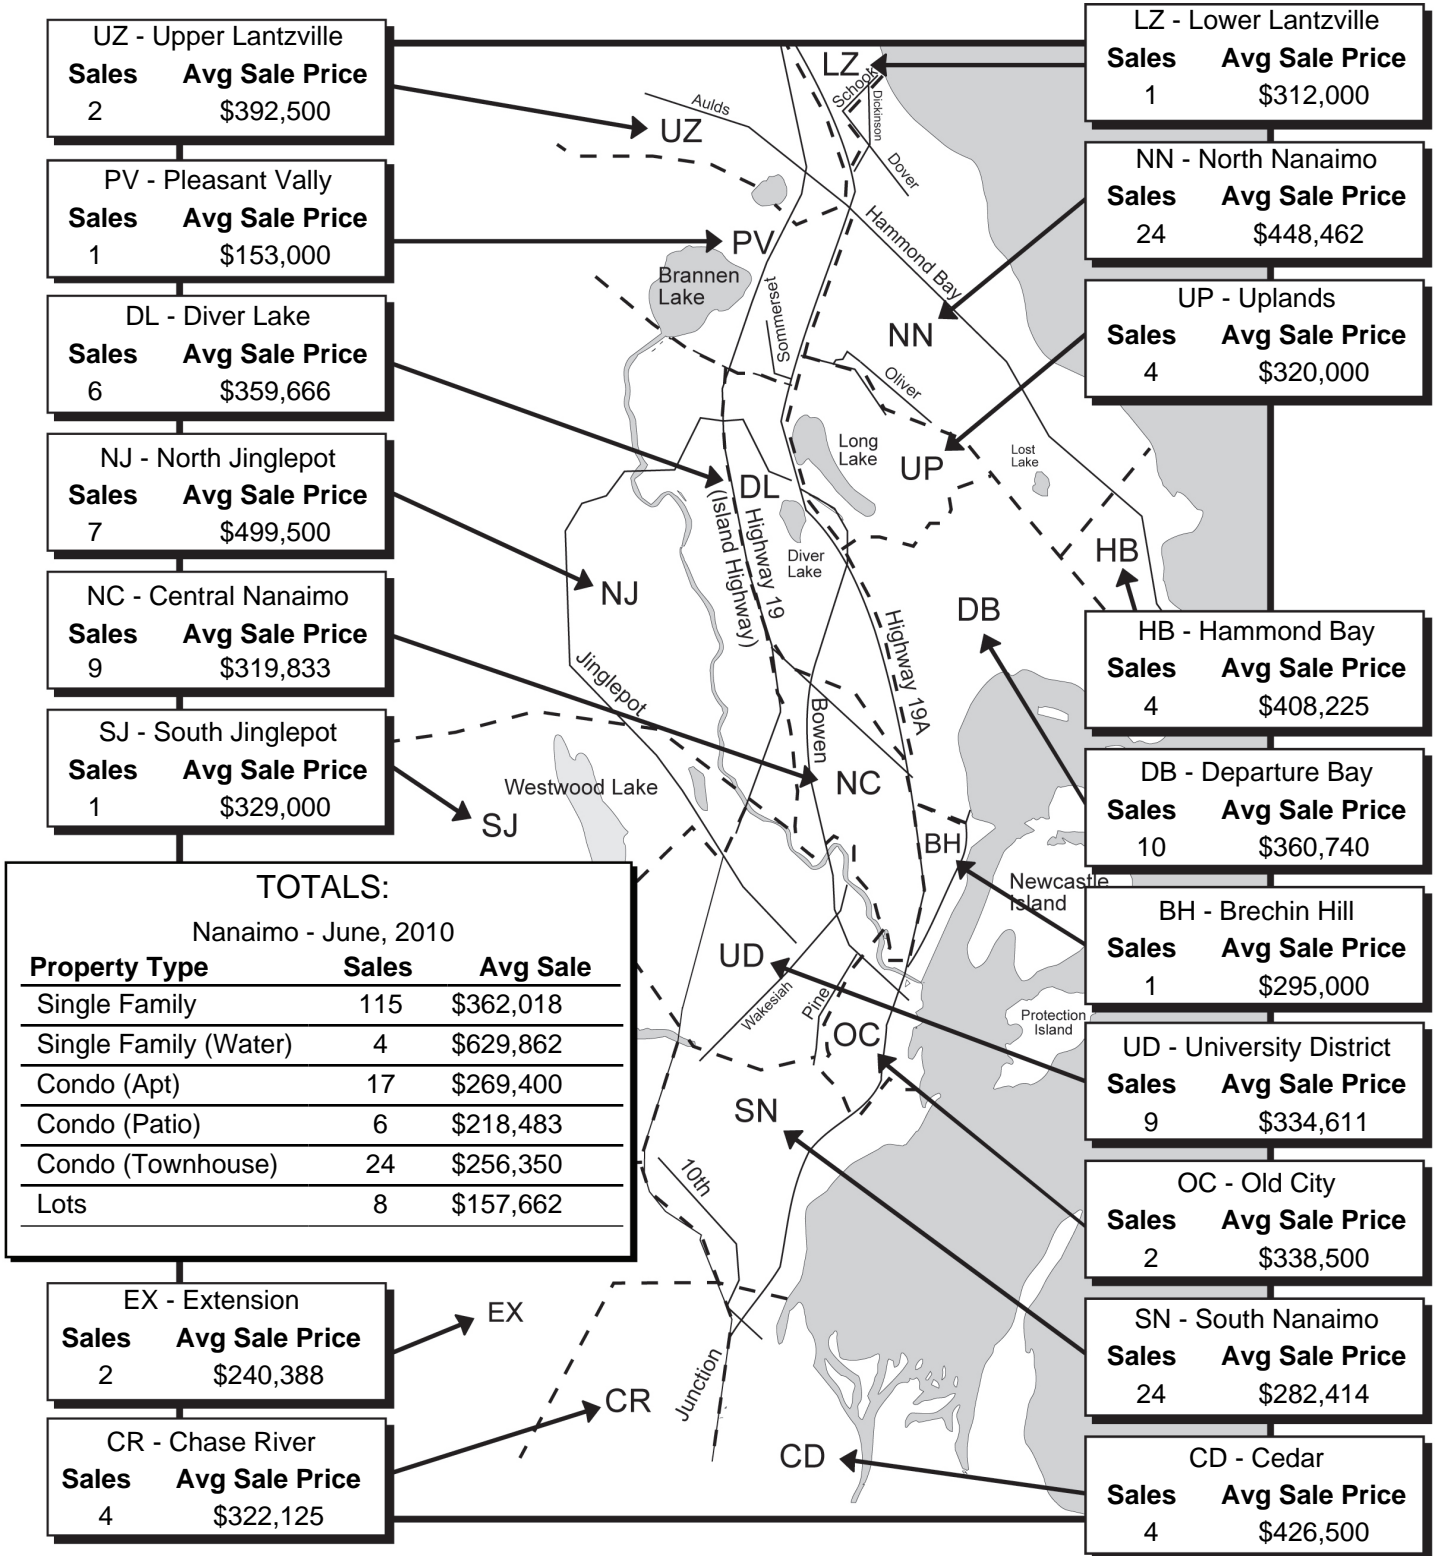 UZ - Upper Lantzville
Sales Avg Sale Price
2 $392,500
PV - Pleasant Vally
Sales Avg Sale Price
1 $153,000
DL - Diver Lake
Sales Avg Sale Price
6 $359,666
NJ - North Jinglepot
Sales Avg Sale Price
7 $499,500
NC - Central Nanaimo
Sales Avg Sale Price
9 $319,833
SJ - South Jinglepot
Sales Avg Sale Price
1 $329,000
TOTALS:
Nanaimo - June, 2010
Property Type Sales Avg Sale
Single Family 115 $362,018
Single Family (Water) 4 $629,862
Condo (Apt) 17 $269,400
Condo (Patio) 6 $218,483
Condo (Townhouse) 24 $256,350
Lots 8 $157,662
EX - Extension
Sales Avg Sale Price
2 $240,388
CR - Chase River
Sales Avg Sale Price
4 $322,125
LZ
School
Dickinson
Dover
Aulds
UZ
PV
Brannen
Lake
Hammond Bay
Sommerset
NN
Oliver
Long
Lake
UP
Lost
Lake
DL
Highway 19
(Island Highway)
Diver
Lake
HB
NJ
DB
Highway 19A
Jinglepot
Bowen
Westwood Lake
NC
SJ
BH
Newcastle
Island
UD
Wakesiah
Pine
OC
Protection
Island
SN
10th
EX
Junction
CR
CD
LZ - Lower Lantzville
Sales Avg Sale Price
1 $312,000
NN - North Nanaimo
Sales Avg Sale Price
24 $448,462
UP - Uplands
Sales Avg Sale Price
4 $320,000
HB - Hammond Bay
Sales Avg Sale Price
4 $408,225
DB - Departure Bay
Sales Avg Sale Price
10 $360,740
BH - Brechin Hill
Sales Avg Sale Price
1 $295,000
UD - University District
Sales Avg Sale Price
9 $334,611
OC - Old City
Sales Avg Sale Price
2 $338,500
SN - South Nanaimo
Sales Avg Sale Price
24 $282,414
CD - Cedar
Sales Avg Sale Price
4 $426,500